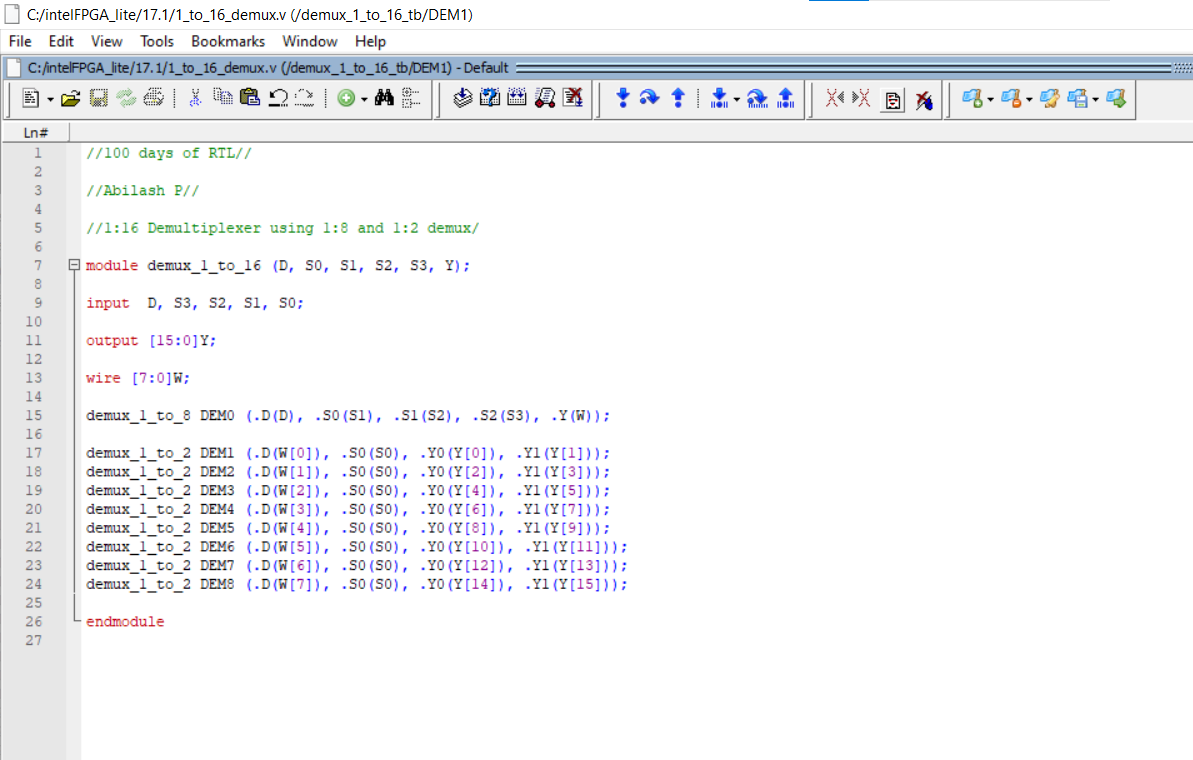 C:/intelFPGA_lite/17.1/1_to_16_demux.v (/demux_1_to_16_tb/DEM1)
File Edit View Tools Bookmarks Window Help
C:/intelFPGA_lite/17.1/1_to_16_demux.v (/demux_1_to_16_tb/DEM1) - Default
Ln#
1 //100 days of RTL//
2
3 //Abilash P//
4
5 //1:16 Demultiplexer using 1:8 and 1:2 demux/
6
7 module demux_1_to_16 (D, S0, S1, S2, S3, Y);
8
9 input  D, S3, S2, S1, S0;
10
11 output [15:0]Y;
12
13 wire [7:0]W;
14
15 demux_1_to_8 DEM0 (.D(D), .S0(S1), .S1(S2), .S2(S3), .Y(W));
16
17 demux_1_to_2 DEM1 (.D(W[0]), .S0(S0), .Y0(Y[0]), .Y1(Y[1]));
18 demux_1_to_2 DEM2 (.D(W[1]), .S0(S0), .Y0(Y[2]), .Y1(Y[3]));
19 demux_1_to_2 DEM3 (.D(W[2]), .S0(S0), .Y0(Y[4]), .Y1(Y[5]));
20 demux_1_to_2 DEM4 (.D(W[3]), .S0(S0), .Y0(Y[6]), .Y1(Y[7]));
21 demux_1_to_2 DEM5 (.D(W[4]), .S0(S0), .Y0(Y[8]), .Y1(Y[9]));
22 demux_1_to_2 DEM6 (.D(W[5]), .S0(S0), .Y0(Y[10]), .Y1(Y[11]));
23 demux_1_to_2 DEM7 (.D(W[6]), .S0(S0), .Y0(Y[12]), .Y1(Y[13]));
24 demux_1_to_2 DEM8 (.D(W[7]), .S0(S0), .Y0(Y[14]), .Y1(Y[15]));
25
26 endmodule
27